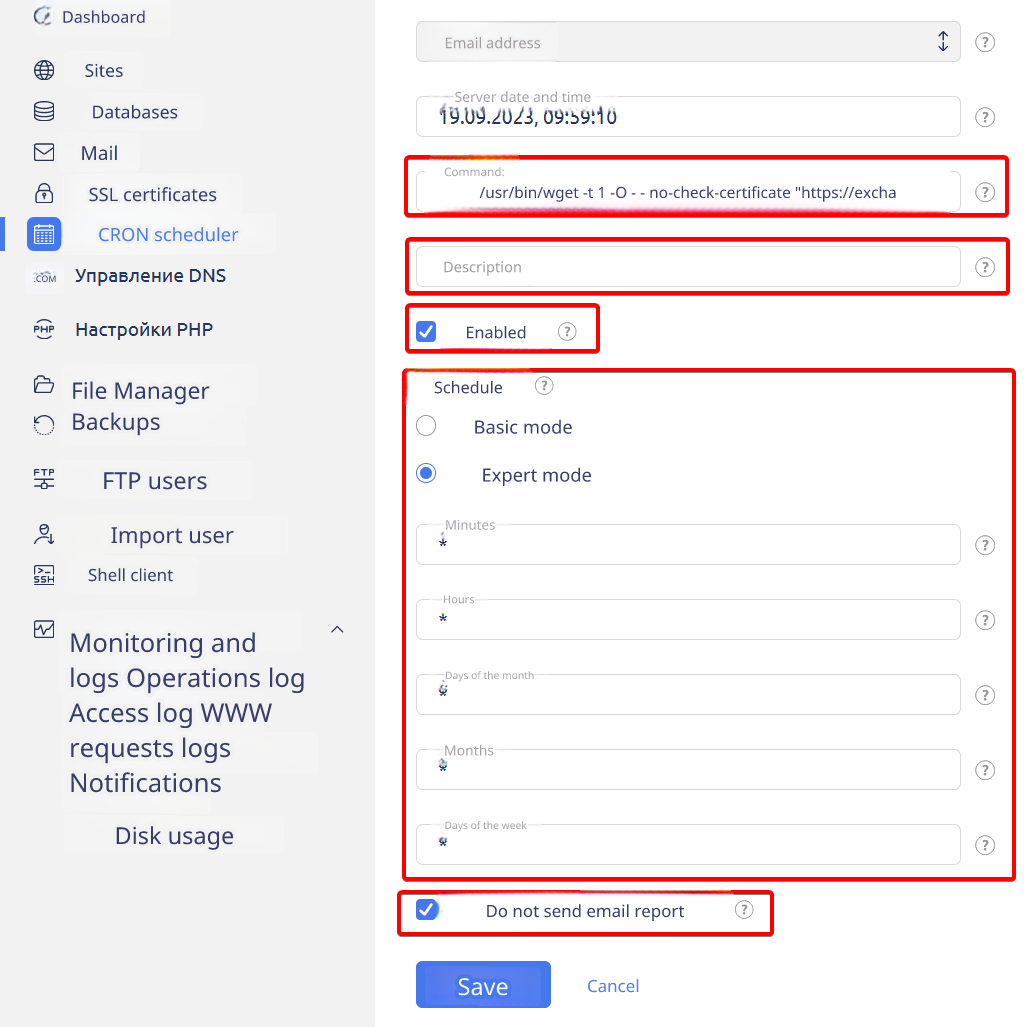 Dashboard
Sites
Databases
Mail
SSL certificates
CRON scheduler
.COM
Управление DNS
PHP
Настройки PHP
File Manager
Backups
FTP
FTP users
Import user
SSH
Shell client
Monitoring and
logs Operations log
Access log WWW
requests logs
Notifications
Disk usage
Email address
?
Server date and time
19.09.2023, 09:59:10
?
Command:
/usr/bin/wget -t 1 -O - - no-check-certificate "https://excha
?
Description
?
Enabled
?
Schedule
?
Basic mode
Expert mode
Minutes
*
?
Hours
*
?
Days of the month
*
?
Months
*
?
Days of the week
*
?
Do not send email report
?
Save
Cancel